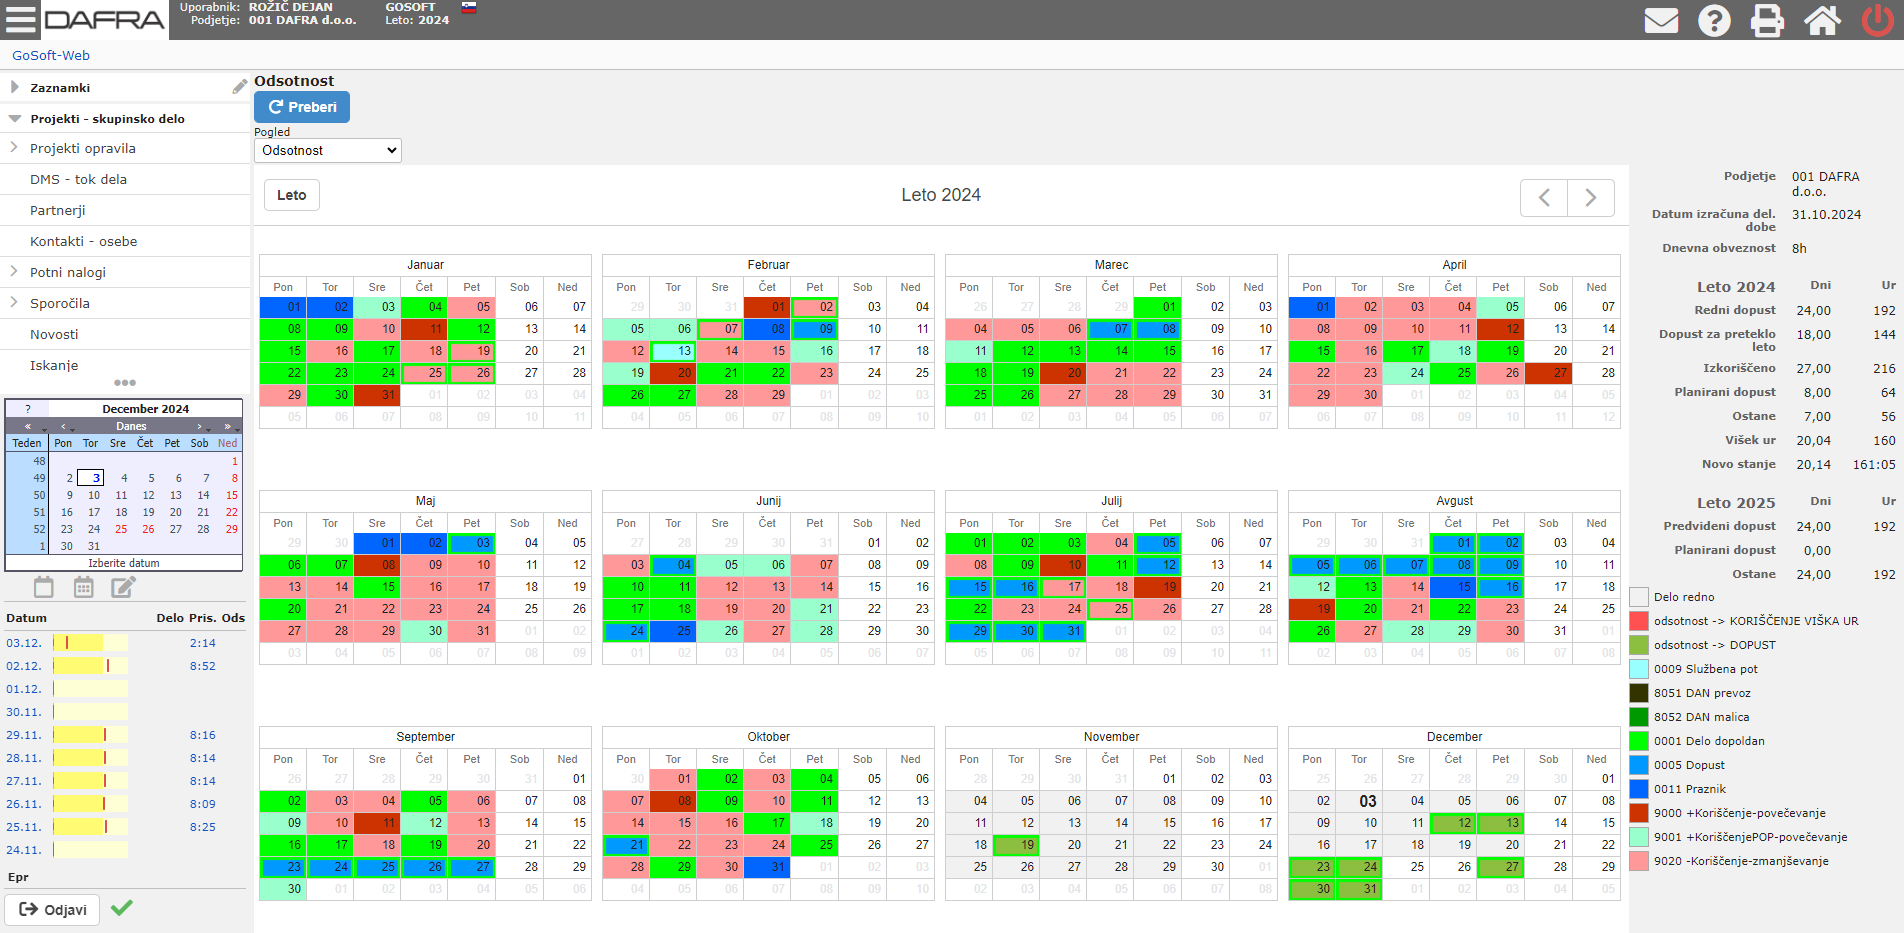 DAFRA
Uporabnik: ROŽIČ DEJAN GOSOFT
Podjetje: 001 DAFRA d.o.o. Leto: 2024
GoSoft-Web
Zaznamki
Projekti - skupinsko delo
Projekti opravila
DMS - tok dela
Partnerji
Kontakti - osebe
Potni nalogi
Sporočila
Novosti
Iskanje
? December 2024
« ‹ Danes › »
Teden Pon Tor Sre Čet Pet Sob Ned
48 1
49 2 3 4 5 6 7 8
50 9 10 11 12 13 14 15
51 16 17 18 19 20 21 22
52 23 24 25 26 27 28 29
1 30 31
Izberite datum
Datum Delo Pris. Ods
03.12. 2:14
02.12. 8:52
01.12.
30.11.
29.11. 8:16
28.11. 8:14
27.11. 8:14
26.11. 8:09
25.11. 8:25
24.11.
Epr
Odjavi
Odsotnost
Preberi
Pogled
Odsotnost
Leto
Leto 2024
Januar
Pon Tor Sre Čet Pet Sob Ned
01 02 03 04 05 06 07
08 09 10 11 12 13 14
15 16 17 18 19 20 21
22 23 24 25 26 27 28
29 30 31 01 02 03 04
05 06 07 08 09 10 11
Februar
Pon Tor Sre Čet Pet Sob Ned
29 30 31 01 02 03 04
05 06 07 08 09 10 11
12 13 14 15 16 17 18
19 20 21 22 23 24 25
26 27 28 29 01 02 03
04 05 06 07 08 09 10
Marec
Pon Tor Sre Čet Pet Sob Ned
26 27 28 29 01 02 03
04 05 06 07 08 09 10
11 12 13 14 15 16 17
18 19 20 21 22 23 24
25 26 27 28 29 30 31
01 02 03 04 05 06 07
April
Pon Tor Sre Čet Pet Sob Ned
01 02 03 04 05 06 07
08 09 10 11 12 13 14
15 16 17 18 19 20 21
22 23 24 25 26 27 28
29 30 01 02 03 04 05
06 07 08 09 10 11 12
Maj
Pon Tor Sre Čet Pet Sob Ned
29 30 01 02 03 04 05
06 07 08 09 10 11 12
13 14 15 16 17 18 19
20 21 22 23 24 25 26
27 28 29 30 31 01 02
03 04 05 06 07 08 09
Junij
Pon Tor Sre Čet Pet Sob Ned
27 28 29 30 31 01 02
03 04 05 06 07 08 09
10 11 12 13 14 15 16
17 18 19 20 21 22 23
24 25 26 27 28 29 30
01 02 03 04 05 06 07
Julij
Pon Tor Sre Čet Pet Sob Ned
01 02 03 04 05 06 07
08 09 10 11 12 13 14
15 16 17 18 19 20 21
22 23 24 25 26 27 28
29 30 31 01 02 03 04
05 06 07 08 09 10 11
Avgust
Pon Tor Sre Čet Pet Sob Ned
29 30 31 01 02 03 04
05 06 07 08 09 10 11
12 13 14 15 16 17 18
19 20 21 22 23 24 25
26 27 28 29 30 31 01
02 03 04 05 06 07 08
September
Pon Tor Sre Čet Pet Sob Ned
26 27 28 29 30 31 01
02 03 04 05 06 07 08
09 10 11 12 13 14 15
16 17 18 19 20 21 22
23 24 25 26 27 28 29
30 01 02 03 04 05 06
Oktober
Pon Tor Sre Čet Pet Sob Ned
30 01 02 03 04 05 06
07 08 09 10 11 12 13
14 15 16 17 18 19 20
21 22 23 24 25 26 27
28 29 30 31 01 02 03
04 05 06 07 08 09 10
November
Pon Tor Sre Čet Pet Sob Ned
28 29 30 31 01 02 03
04 05 06 07 08 09 10
11 12 13 14 15 16 17
18 19 20 21 22 23 24
25 26 27 28 29 30 01
02 03 04 05 06 07 08
December
Pon Tor Sre Čet Pet Sob Ned
25 26 27 28 29 30 01
02 03 04 05 06 07 08
09 10 11 12 13 14 15
16 17 18 19 20 21 22
23 24 25 26 27 28 29
30 31 01 02 03 04 05
Podjetje 001 DAFRA
d.o.o.
Datum izračuna del. 31.10.2024
dobe
Dnevna obveznost 8h
Leto 2024 Dni Ur
Redni dopust 24,00 192
Dopust za preteklo 18,00 144
leto
Izkoriščeno 27,00 216
Planirani dopust 8,00 64
Ostane 7,00 56
Višek ur 20,04 160
Novo stanje 20,14 161:05
Leto 2025 Dni Ur
Predvideni dopust 24,00 192
Planirani dopust 0,00
Ostane 24,00 192
Delo redno
odsotnost -> KORIŠČENJE VIŠKA UR
odsotnost -> DOPUST
0009 Službena pot
8051 DAN prevoz
8052 DAN malica
0001 Delo dopoldan
0005 Dopust
0011 Praznik
9000 +Koriščenje-povečevanje
9001 +KoriščenjePOP-povečevanje
9020 -Koriščenje-zmanjševanje